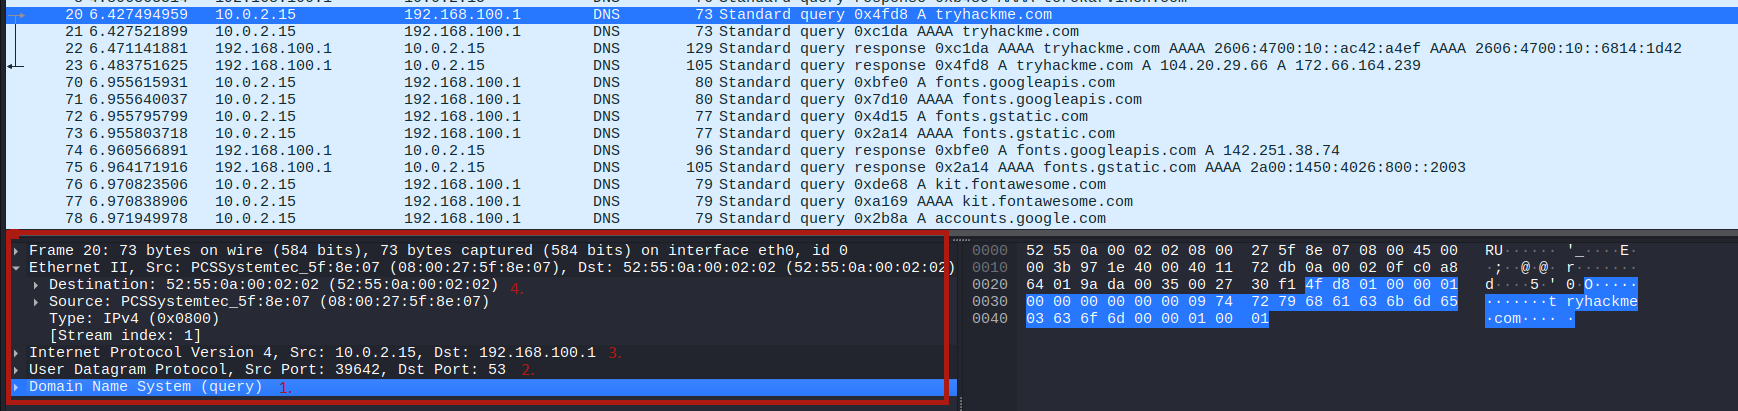 20 6.427494959 10.0.2.15 192.168.100.1 DNS 73 Standard query 0x4fd8 A tryhackme.com
21 6.427521899 10.0.2.15 192.168.100.1 DNS 73 Standard query 0xc1da AAAA tryhackme.com
22 6.471141881 192.168.100.1 10.0.2.15 DNS 129 Standard query response 0xc1da AAAA tryhackme.com AAAA 2606:4700:10::ac42:a4ef AAAA 2606:4700:10::6814:1d42
23 6.483751625 192.168.100.1 10.0.2.15 DNS 105 Standard query response 0x4fd8 A tryhackme.com A 104.20.29.66 A 172.66.164.239
70 6.955615931 10.0.2.15 192.168.100.1 DNS 80 Standard query 0xbfe0 A fonts.googleapis.com
71 6.955640037 10.0.2.15 192.168.100.1 DNS 80 Standard query 0x7d10 AAAA fonts.googleapis.com
72 6.955795799 10.0.2.15 192.168.100.1 DNS 77 Standard query 0x4d15 A fonts.gstatic.com
73 6.955803718 10.0.2.15 192.168.100.1 DNS 77 Standard query 0x2a14 AAAA fonts.gstatic.com
74 6.960566891 192.168.100.1 10.0.2.15 DNS 96 Standard query response 0xbfe0 A fonts.googleapis.com A 142.251.38.74
75 6.964171916 192.168.100.1 10.0.2.15 DNS 105 Standard query response 0x2a14 AAAA fonts.gstatic.com AAAA 2a00:1450:4026:800::2003
76 6.970823506 10.0.2.15 192.168.100.1 DNS 79 Standard query 0xde68 A kit.fontawesome.com
77 6.970838906 10.0.2.15 192.168.100.1 DNS 79 Standard query 0xa169 AAAA kit.fontawesome.com
78 6.971949978 10.0.2.15 192.168.100.1 DNS 79 Standard query 0x2b8a A accounts.google.com
Frame 20: 73 bytes on wire (584 bits), 73 bytes captured (584 bits) on interface eth0, id 0
Ethernet II, Src: PCSSystemtec_5f:8e:07 (08:00:27:5f:8e:07), Dst: 52:55:0a:00:02:02 (52:55:0a:00:02:02)
Destination: 52:55:0a:00:02:02 (52:55:0a:00:02:02) 4.
Source: PCSSystemtec_5f:8e:07 (08:00:27:5f:8e:07)
Type: IPv4 (0x0800)
[Stream index: 1]
Internet Protocol Version 4, Src: 10.0.2.15, Dst: 192.168.100.1 3.
User Datagram Protocol, Src Port: 39642, Dst Port: 53 2.
Domain Name System (query) 1.
0000 52 55 0a 00 02 02 08 00 27 5f 8e 07 08 00 45 00 RU······ '_····E·
0010 00 3b 97 1e 40 00 40 11 72 db 0a 00 02 0f c0 a8 ·;··@·@· r·······
0020 64 01 9a da 00 35 00 27 30 f1 4f d8 01 00 00 01 d····5·' 0·O·····
0030 00 00 00 00 00 00 09 74 72 79 68 61 63 6b 6d 65 ·······t ryhackme
0040 03 63 6f 6d 00 00 01 00 01 ·com···· ·